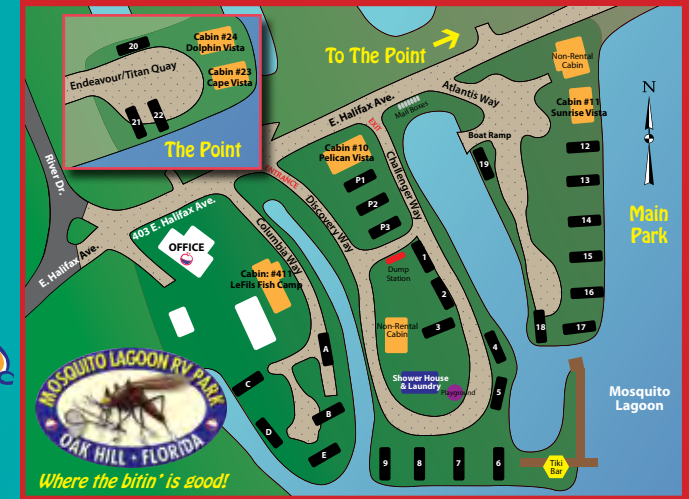 Cabin #24
Dolphin Vista
20
Endeavour/Titan Quay
Cabin #23
Cape Vista
21
22
The Point
To The Point
Non-Rental
Cabin
N
Atlantis Way
E. Halifax Ave.
Mail Boxes
Cabin #11
Sunrise Vista
EXIT
Boat Ramp
Cabin #10
Pelican Vista
12
19
River Dr.
ENTRANCE
P1
Challenger Way
13
P2
403 E. Halifax Ave.
Discovery Way
P3
14
Main
Park
Columbia Way
OFFICE
E. Halifax Ave.
1
15
Cabin: #411
LeFils Fish Camp
Dump
Station
2
16
Non-Rental
Cabin
3
18
17
A
4
MOSQUITO LAGOON RV PARK
OAK HILL • FLORIDA
C
Shower House
& Laundry
Playground
5
Mosquito
Lagoon
B
D
E
9
8
7
6
Tiki
Bar
Where the bitin' is good!